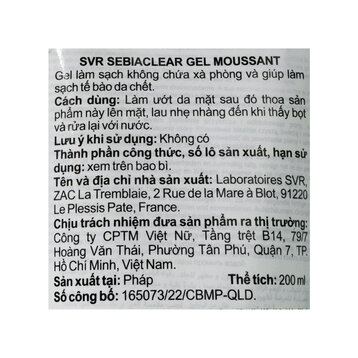 SVR SEBIACLEAR GEL MOUSSANT
Gel làm sạch không chứa xà phòng và giúp làm
sạch tế bào da chết.
Cách dùng: Làm ướt da mặt sau đó thoa sản
phẩm này lên mặt, lau nhẹ nhàng đến khi thấy bọt
và rửa lại với nước.
Lưu ý khi sử dụng: Không có
Thành phần công thức, số lô sản xuất, hạn sử
dụng: xem trên bao bì.
Tên và địa chỉ nhà sản xuất: Laboratoires SVR,
ZAC La Tremblaie, 2 Rue de la Mare à Blot, 91220
Le Plessis Pate, France.
Chịu trách nhiệm đưa sản phẩm ra thị trường:
Công ty CPTM Việt Nữ, Tầng trệt B14, 79/7
Hoàng Văn Thái, Phường Tân Phú, Quận 7, TP.
Hồ Chí Minh, Việt Nam.
Sản xuất tại: Pháp Thể tích: 200 ml
Số công bố: 165073/22/CBMP-QLD.